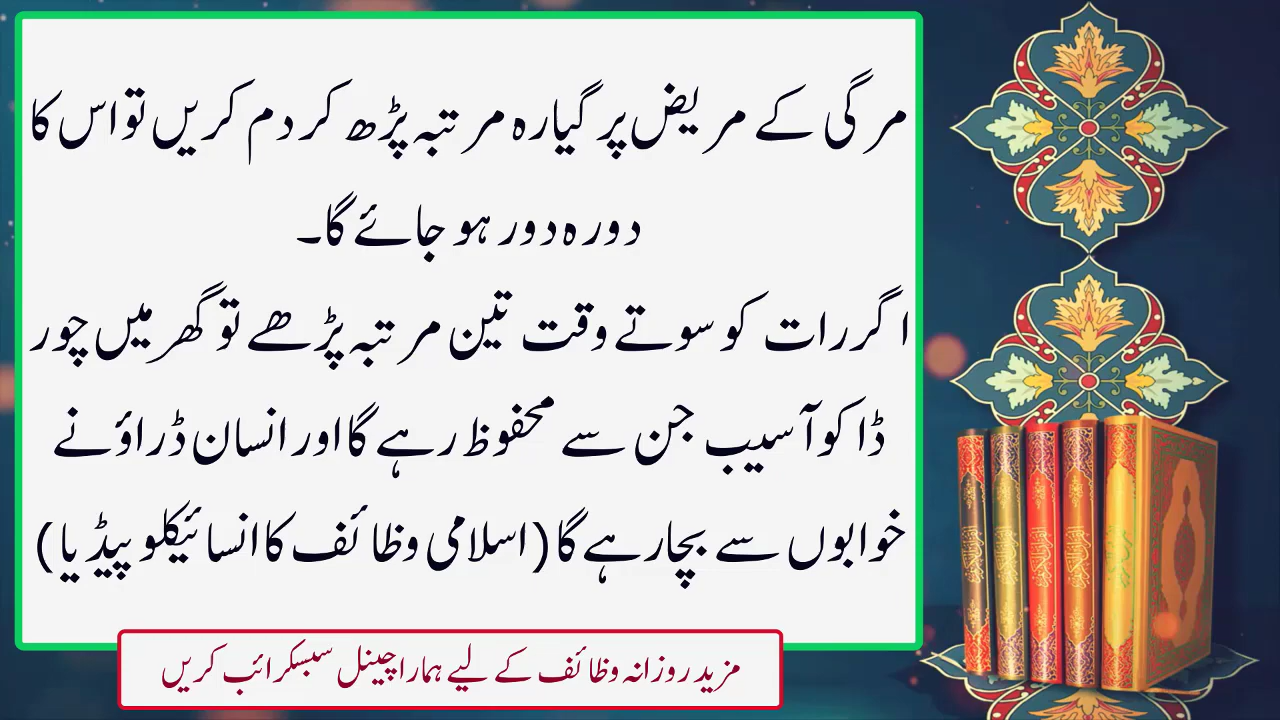 مرگی کے مریض پر گیارہ مرتبہ پڑھ کر دم کریں تو اس کا
دورہ دور ہو جائے گا۔
اگر رات کو سوتے وقت تین مرتبہ پڑھے تو گھر میں چور
ڈاکو آسیب جن سے محفوظ رہے گا اور انسان ڈراؤنے
خوابوں سے بچا رہے گا (اسلامی وظائف کا انسائیکلوپیڈیا)
مزید روزانہ وظائف کے لیے ہمارا چینل سبسکرائب کریں